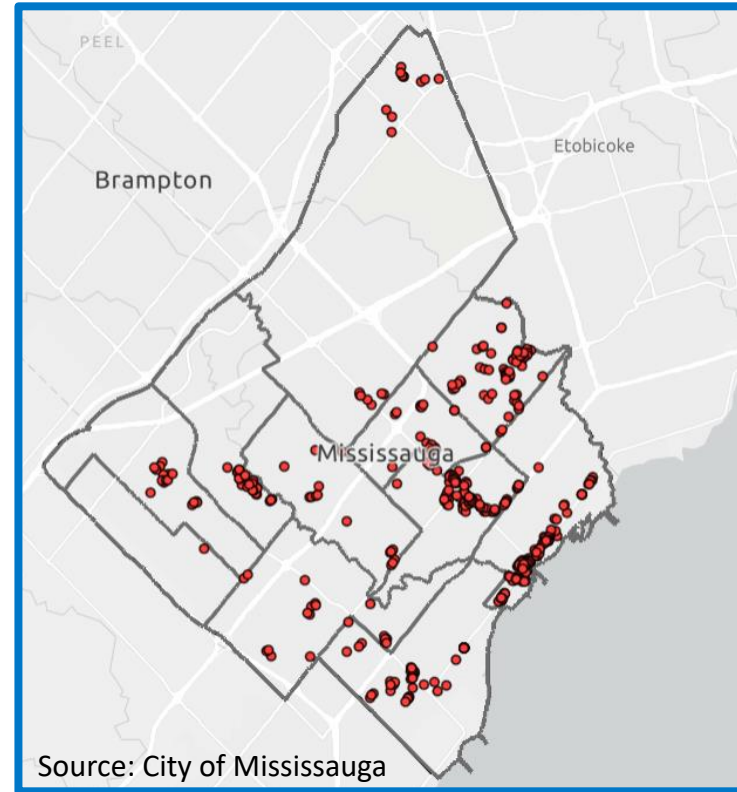 PEEL
Etobicoke
Brampton
Mississauga
Source: City of Mississauga